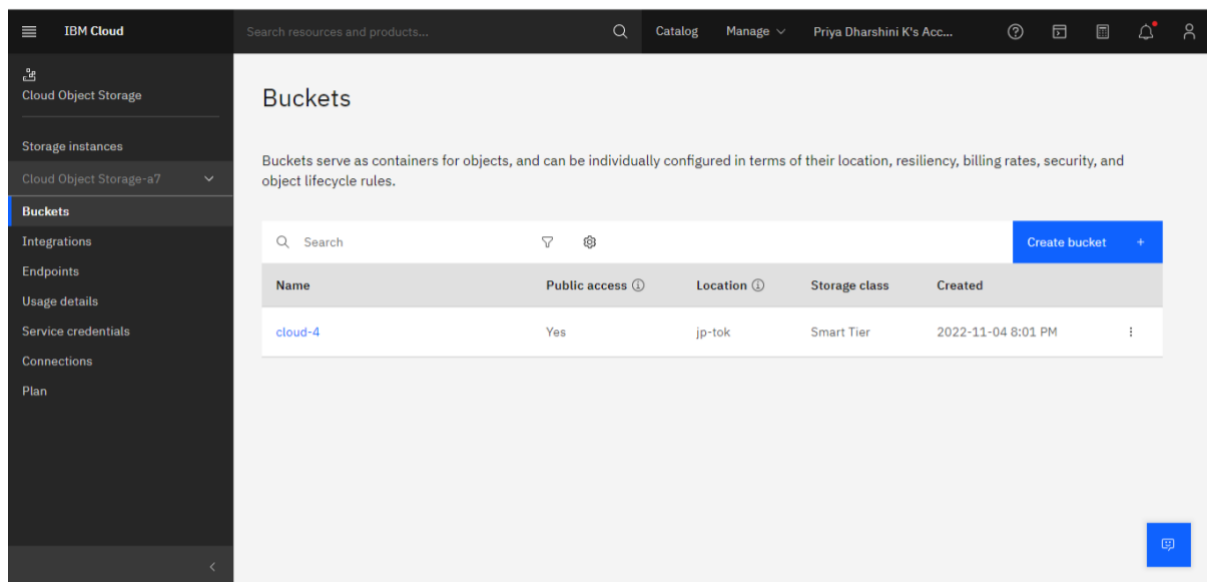 IBM Cloud
Search resources and products...
Catalog
Manage
Priya Dharshini K's Acc...
Cloud Object Storage
Storage instances
Cloud Object Storage-a7
Buckets
Integrations
Endpoints
Usage details
Service credentials
Connections
Plan
Buckets
Buckets serve as containers for objects, and can be individually configured in terms of their location, resiliency, billing rates, security, and
object lifecycle rules.
Search
Create bucket +
Name Public access Location Storage class Created
cloud-4 Yes jp-tok Smart Tier 2022-11-04 8:01 PM